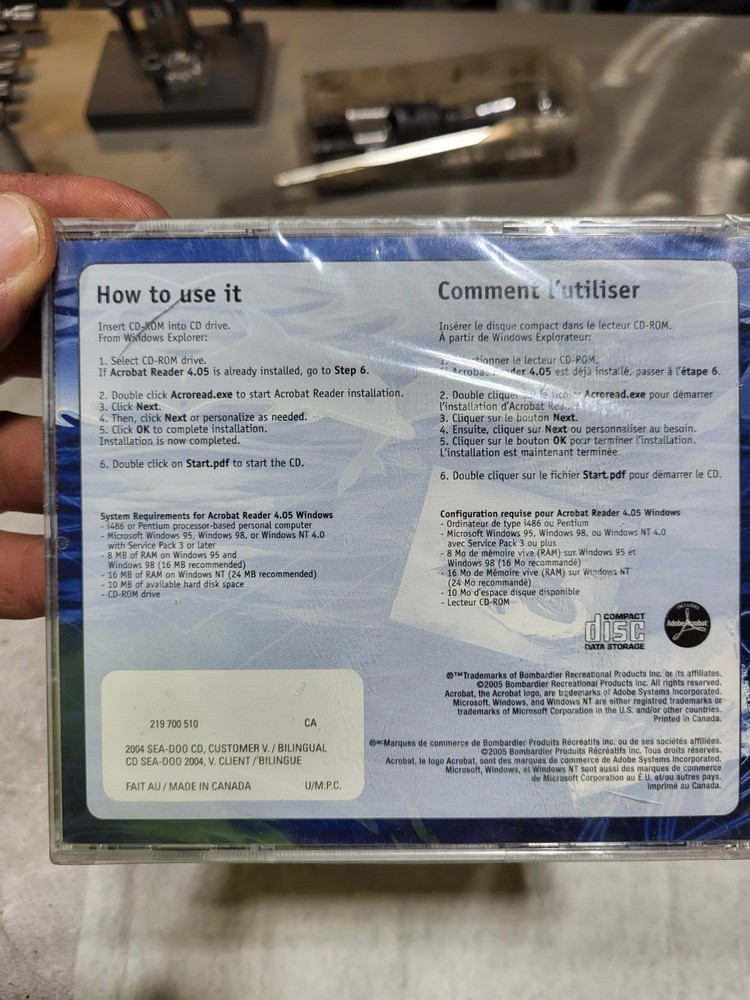 How to use it
Insert CD-ROM into CD drive.
From Windows Explorer:
1. Select CD-ROM drive.
If Acrobat Reader 4.05 is already installed, go to Step 6.
2. Double click Acroread.exe to start Acrobat Reader installation.
3. Click Next.
4. Then, click Next or personalize as needed.
5. Click OK to complete installation.
Installation is now completed.
6. Double click on Start.pdf to start the CD.
System Requirements for Acrobat Reader 4.05 Windows
- i486 or Pentium processor-based personal computer
- Microsoft Windows 95, Windows 98, or Windows NT 4.0
with Service Pack 3 or later
- 8 MB of RAM on Windows 95 and
Windows 98 (16 MB recommended)
- 16 MB of RAM on Windows NT (24 MB recommended)
- 10 MB of available hard disk space
- CD-ROM drive
Comment l'utiliser
Insérer le disque compact dans le lecteur CD-ROM.
À partir de Windows Explorateur:
1. le lecteur CD-ROM.
4.05 est déjà installé, passer à l'étape 6.
2. Double cliquer fichier Acroread.exe pour démarrer
l'installation d'Acrobat
3. Cliquer sur le bouton Next.
4. Ensuite, cliquer sur Next ou personnaliser au besoin.
5. Cliquer sur le bouton OK pour terminer l'installation.
L'installation est maintenant terminée.
6. Double cliquer sur le fichier Start.pdf pour démarrer le CD.
Configuration requise pour Acrobat Reader 4.05 Windows
- Ordinateur de type i486 ou Pentium
- Microsoft Windows 95, Windows 98, ou Windows NT 4.0
avec Service Pack 3 ou plus
- 8 Mo de mémoire vive (RAM) sur Windows 95 et
Windows 98 (16 Mo recommandé)
- 16 Mo de Mémoire vive (RAM) sur Windows NT
(24 Mo recommandé)
- 10 Mo d'espace disque disponible
- Lecteur CD-ROM
COMPACT
disc
DATA STORAGE
INCLUDES
Adobe Acrobat
®™Trademarks of Bombardier Recreational Products Inc. or its affiliates.
©2005 Bombardier Recreational Products Inc. All rights reserved.
Acrobat, the Acrobat logo, are trademarks of Adobe Systems Incorporated.
Microsoft, Windows, and Windows NT are either registred trademarks or
trademarks of Microsoft Corporation in the U.S. and/or other countries.
Printed in Canada.
®ᴹᶜMarques de commerce de Bombardier Produits Récréatifs inc. ou de ses sociétés affiliées.
©2005 Bombardier Produits Récréatifs Inc. Tous droits réservés.
Acrobat, le logo Acrobat, sont des marques de commerce de Adobe Systems Incorporated.
Microsoft, Windows, et Windows NT sont aussi des marques de commerce
de Microsoft Corporation au É.U. et/ou autres pays.
Imprimé au Canada.
219 700 510 CA
2004 SEA-DOO CD, CUSTOMER V. / BILINGUAL
CD SEA-DOO 2004, V. CLIENT / BILINGUE
FAIT AU / MADE IN CANADA U/M:P.C.